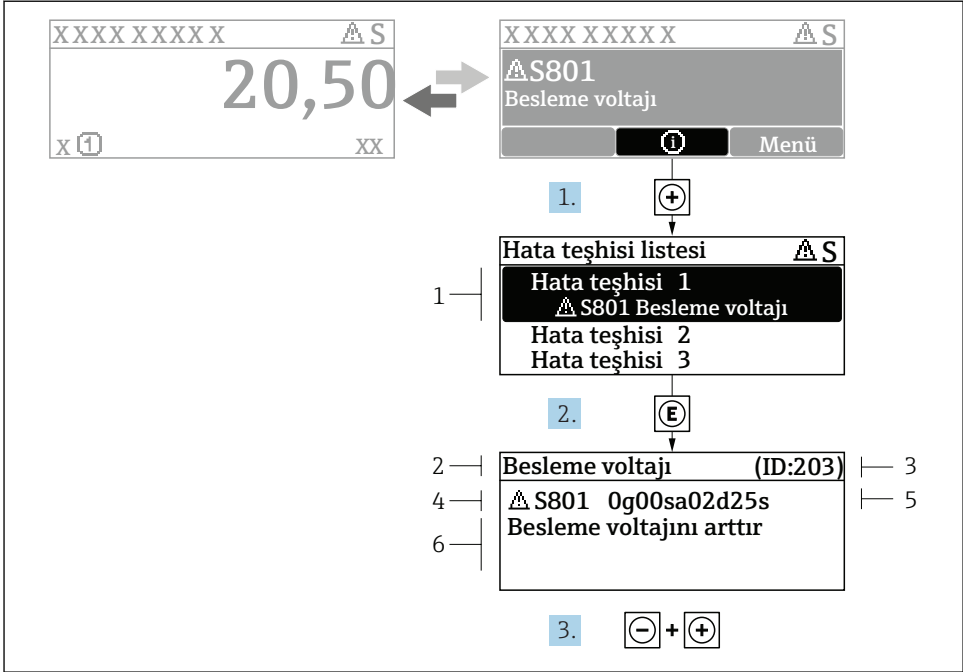 XXXX XXXXX ⚠S
20,50
X 1 XX
XXXX XXXXX ⚠S
⚠S801
Besleme voltajı
i Menü
1. +
Hata teşhisi listesi ⚠S
1
Hata teşhisi 1
⚠S801 Besleme voltajı
Hata teşhisi 2
Hata teşhisi 3
2. E
2 Besleme voltajı (ID:203) 3
4 ⚠S801 0g00sa02d25s 5
6 Besleme voltajını arttır
3. - + +